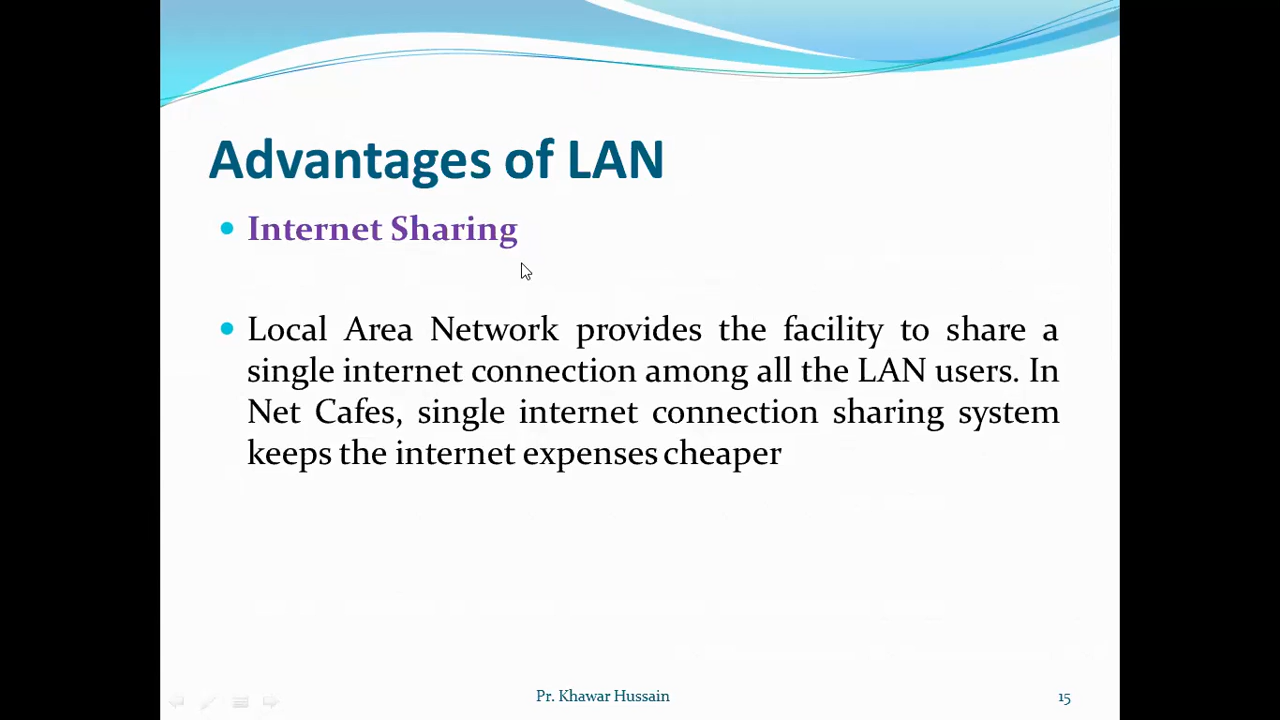 Advantages of LAN
Internet Sharing
Local Area Network provides the facility to share a
single internet connection among all the LAN users. In
Net Cafes, single internet connection sharing system
keeps the internet expenses cheaper
Pr. Khawar Hussain
15